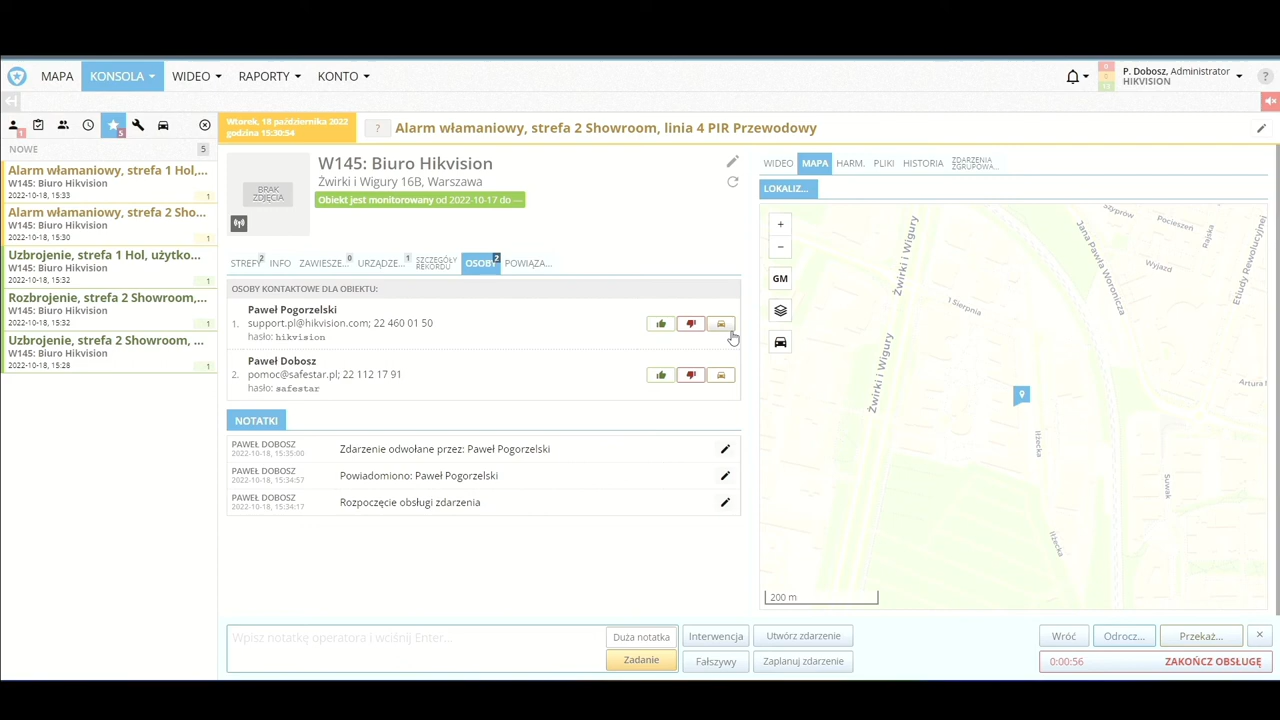 MAPA
KONSOLA
WIDEO
RAPORTY
KONTO
0
0
13
P. Dobosz, Administrator
HIKVISION
?
1
5
NOWE
5
Alarm włamaniowy, strefa 1 Hol,...
W145: Biuro Hikvision
2022-10-18, 15:33
1
Alarm włamaniowy, strefa 2 Sho...
W145: Biuro Hikvision
2022-10-18, 15:30
1
Uzbrojenie, strefa 1 Hol, użytko...
W145: Biuro Hikvision
2022-10-18, 15:32
1
Rozbrojenie, strefa 2 Showroom,...
W145: Biuro Hikvision
2022-10-18, 15:32
1
Uzbrojenie, strefa 2 Showroom, ...
W145: Biuro Hikvision
2022-10-18, 15:28
1
Wtorek, 18 października 2022
godzina 15:30:54
?
Alarm włamaniowy, strefa 2 Showroom, linia 4 PIR Przewodowy
BRAK
ZDJĘCIA
W145: Biuro Hikvision
Żwirki i Wigury 16B, Warszawa
Obiekt jest monitorowany od 2022-10-17 do —
STREFY 2
INFO
ZAWIESZE... 0
URZĄDZE... 1
SZCZEGÓŁY
REKORDU
OSOBY 2
POWIĄZA...
OSOBY KONTAKTOWE DLA OBIEKTU:
1.
Paweł Pogorzelski
support.pl@hikvision.com; 22 460 01 50
hasło: hikvision
2.
Paweł Dobosz
pomoc@safestar.pl; 22 112 17 91
hasło: safestar
NOTATKI
PAWEŁ DOBOSZ
2022-10-18, 15:35:00
Zdarzenie odwołane przez: Paweł Pogorzelski
PAWEŁ DOBOSZ
2022-10-18, 15:34:57
Powiadomiono: Paweł Pogorzelski
PAWEŁ DOBOSZ
2022-10-18, 15:34:17
Rozpoczęcie obsługi zdarzenia
Wpisz notatkę operatora i wciśnij Enter...
Duża notatka
Zadanie
Interwencja
Fałszywy
Utwórz zdarzenie
Zaplanuj zdarzenie
WIDEO
MAPA
HARM.
PLIKI
HISTORIA
ZDARZENIA
ZGRUPOWA...
LOKALIZ...
+
−
GM
Żwirki i Wigury
Żwirki i Wigury
1 Sierpnia
Szyprow
Pocieszen
Rajska
Wyjazd
Jana Pawła Woronicza
Etiudy Rewolucyjnej
Artura
Iłżecka
Iłżecka
Suwak
200 m
Wróć
Odrocz...
Przekaż...
×
0:00:56
ZAKOŃCZ OBSŁUGĘ